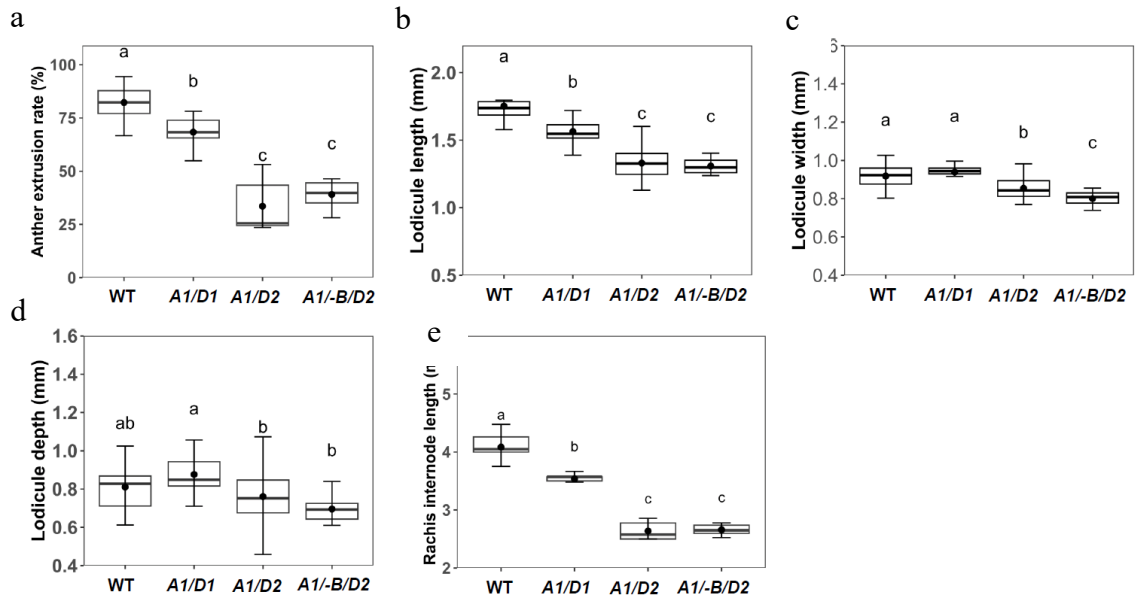 a
Anther extrusion rate (%)
100
75
50
25
0
a
b
c
c
WT
A1/D1
A1/D2
A1/-B/D2
b
Lodicule length (mm)
2.0
1.5
1.0
0.5
a
b
c
c
WT
A1/D1
A1/D2
A1/-B/D2
c
Lodicule width (mm)
1.4
1.2
1.0
0.8
0.6
0.4
a
a
b
c
WT
A1/D1
A1/D2
A1/-B/D2
d
Lodicule depth (mm)
1.6
1.4
1.2
1.0
0.8
0.6
0.4
ab
a
b
b
WT
A1/D1
A1/D2
A1/-B/D2
e
Rachis internode length
5
4
3
2
a
b
c
c
WT
A1/D1
A1/D2
A1/-B/D2